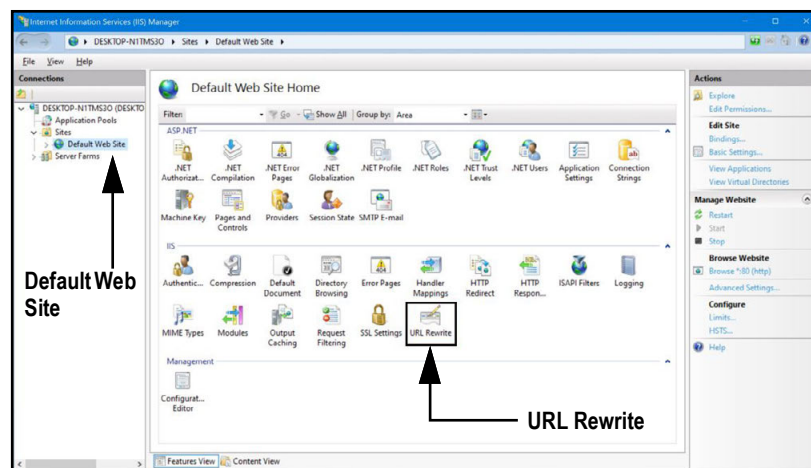 Internet Information Services (IIS) Manager
DESKTOP-N1TMS3O ▸ Sites ▸ Default Web Site ▸
File View Help
Connections
DESKTOP-N1TMS3O (DESKTO
Application Pools
Sites
Default Web Site
Server Farms
Default Web
Site
Default Web Site Home
Filter: Go Show All Group by: Area
ASP.NET
.NET Authorizat...
.NET Compilation
.NET Error Pages
.NET Globalization
.NET Profile
.NET Roles
.NET Trust Levels
.NET Users
Application Settings
Connection Strings
Machine Key
Pages and Controls
Providers
Session State
SMTP E-mail
IIS
Authentic...
Compression
Default Document
Directory Browsing
Error Pages
Handler Mappings
HTTP Redirect
HTTP Respon...
ISAPI Filters
Logging
MIME Types
Modules
Output Caching
Request Filtering
SSL Settings
URL Rewrite
Management
Configurat... Editor
URL Rewrite
Features View Content View
Actions
Explore
Edit Permissions...
Edit Site
Bindings...
Basic Settings...
View Applications
View Virtual Directories
Manage Website
Restart
Start
Stop
Browse Website
Browse *:80 (http)
Advanced Settings...
Configure
Limits...
HSTS...
Help